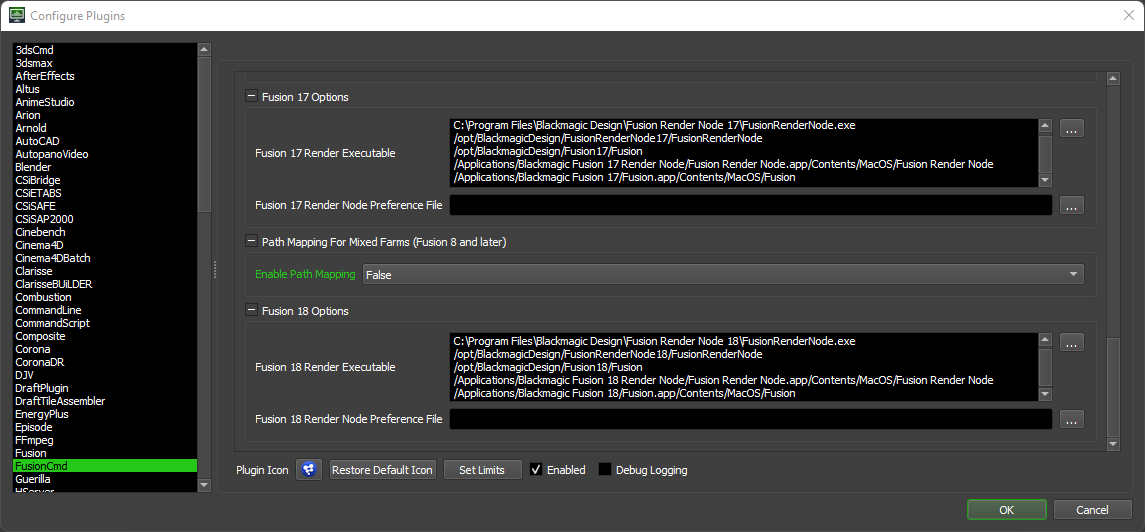 Configure Plugins
3dsCmd
3dsmax
AfterEffects
Altus
AnimeStudio
Arion
Arnold
AutoCAD
AutopanoVideo
Blender
CSiBridge
CSiETABS
CSiSAFE
CSiSAP2000
Cinebench
Cinema4D
Cinema4DBatch
Clarisse
ClarisseBUiLDER
Combustion
CommandLine
CommandScript
Composite
Corona
CoronaDR
DJV
DraftPlugin
DraftTileAssembler
EnergyPlus
Episode
FFmpeg
Fusion
FusionCmd
Guerilla
HServer
Fusion 17 Options
Fusion 17 Render Executable
C:\Program Files\Blackmagic Design\Fusion Render Node 17\FusionRenderNode.exe
/opt/BlackmagicDesign/FusionRenderNode17/FusionRenderNode
/opt/BlackmagicDesign/Fusion17/Fusion
/Applications/Blackmagic Fusion 17 Render Node/Fusion Render Node.app/Contents/MacOS/Fusion Render Node
/Applications/Blackmagic Fusion 17/Fusion.app/Contents/MacOS/Fusion
...
Fusion 17 Render Node Preference File
...
Path Mapping For Mixed Farms (Fusion 8 and later)
Enable Path Mapping False
Fusion 18 Options
Fusion 18 Render Executable
C:\Program Files\Blackmagic Design\Fusion Render Node 18\FusionRenderNode.exe
/opt/BlackmagicDesign/FusionRenderNode18/FusionRenderNode
/opt/BlackmagicDesign/Fusion18/Fusion
/Applications/Blackmagic Fusion 18 Render Node/Fusion Render Node.app/Contents/MacOS/Fusion Render Node
/Applications/Blackmagic Fusion 18/Fusion.app/Contents/MacOS/Fusion
...
Fusion 18 Render Node Preference File
...
Plugin Icon Restore Default Icon Set Limits Enabled Debug Logging
OK Cancel